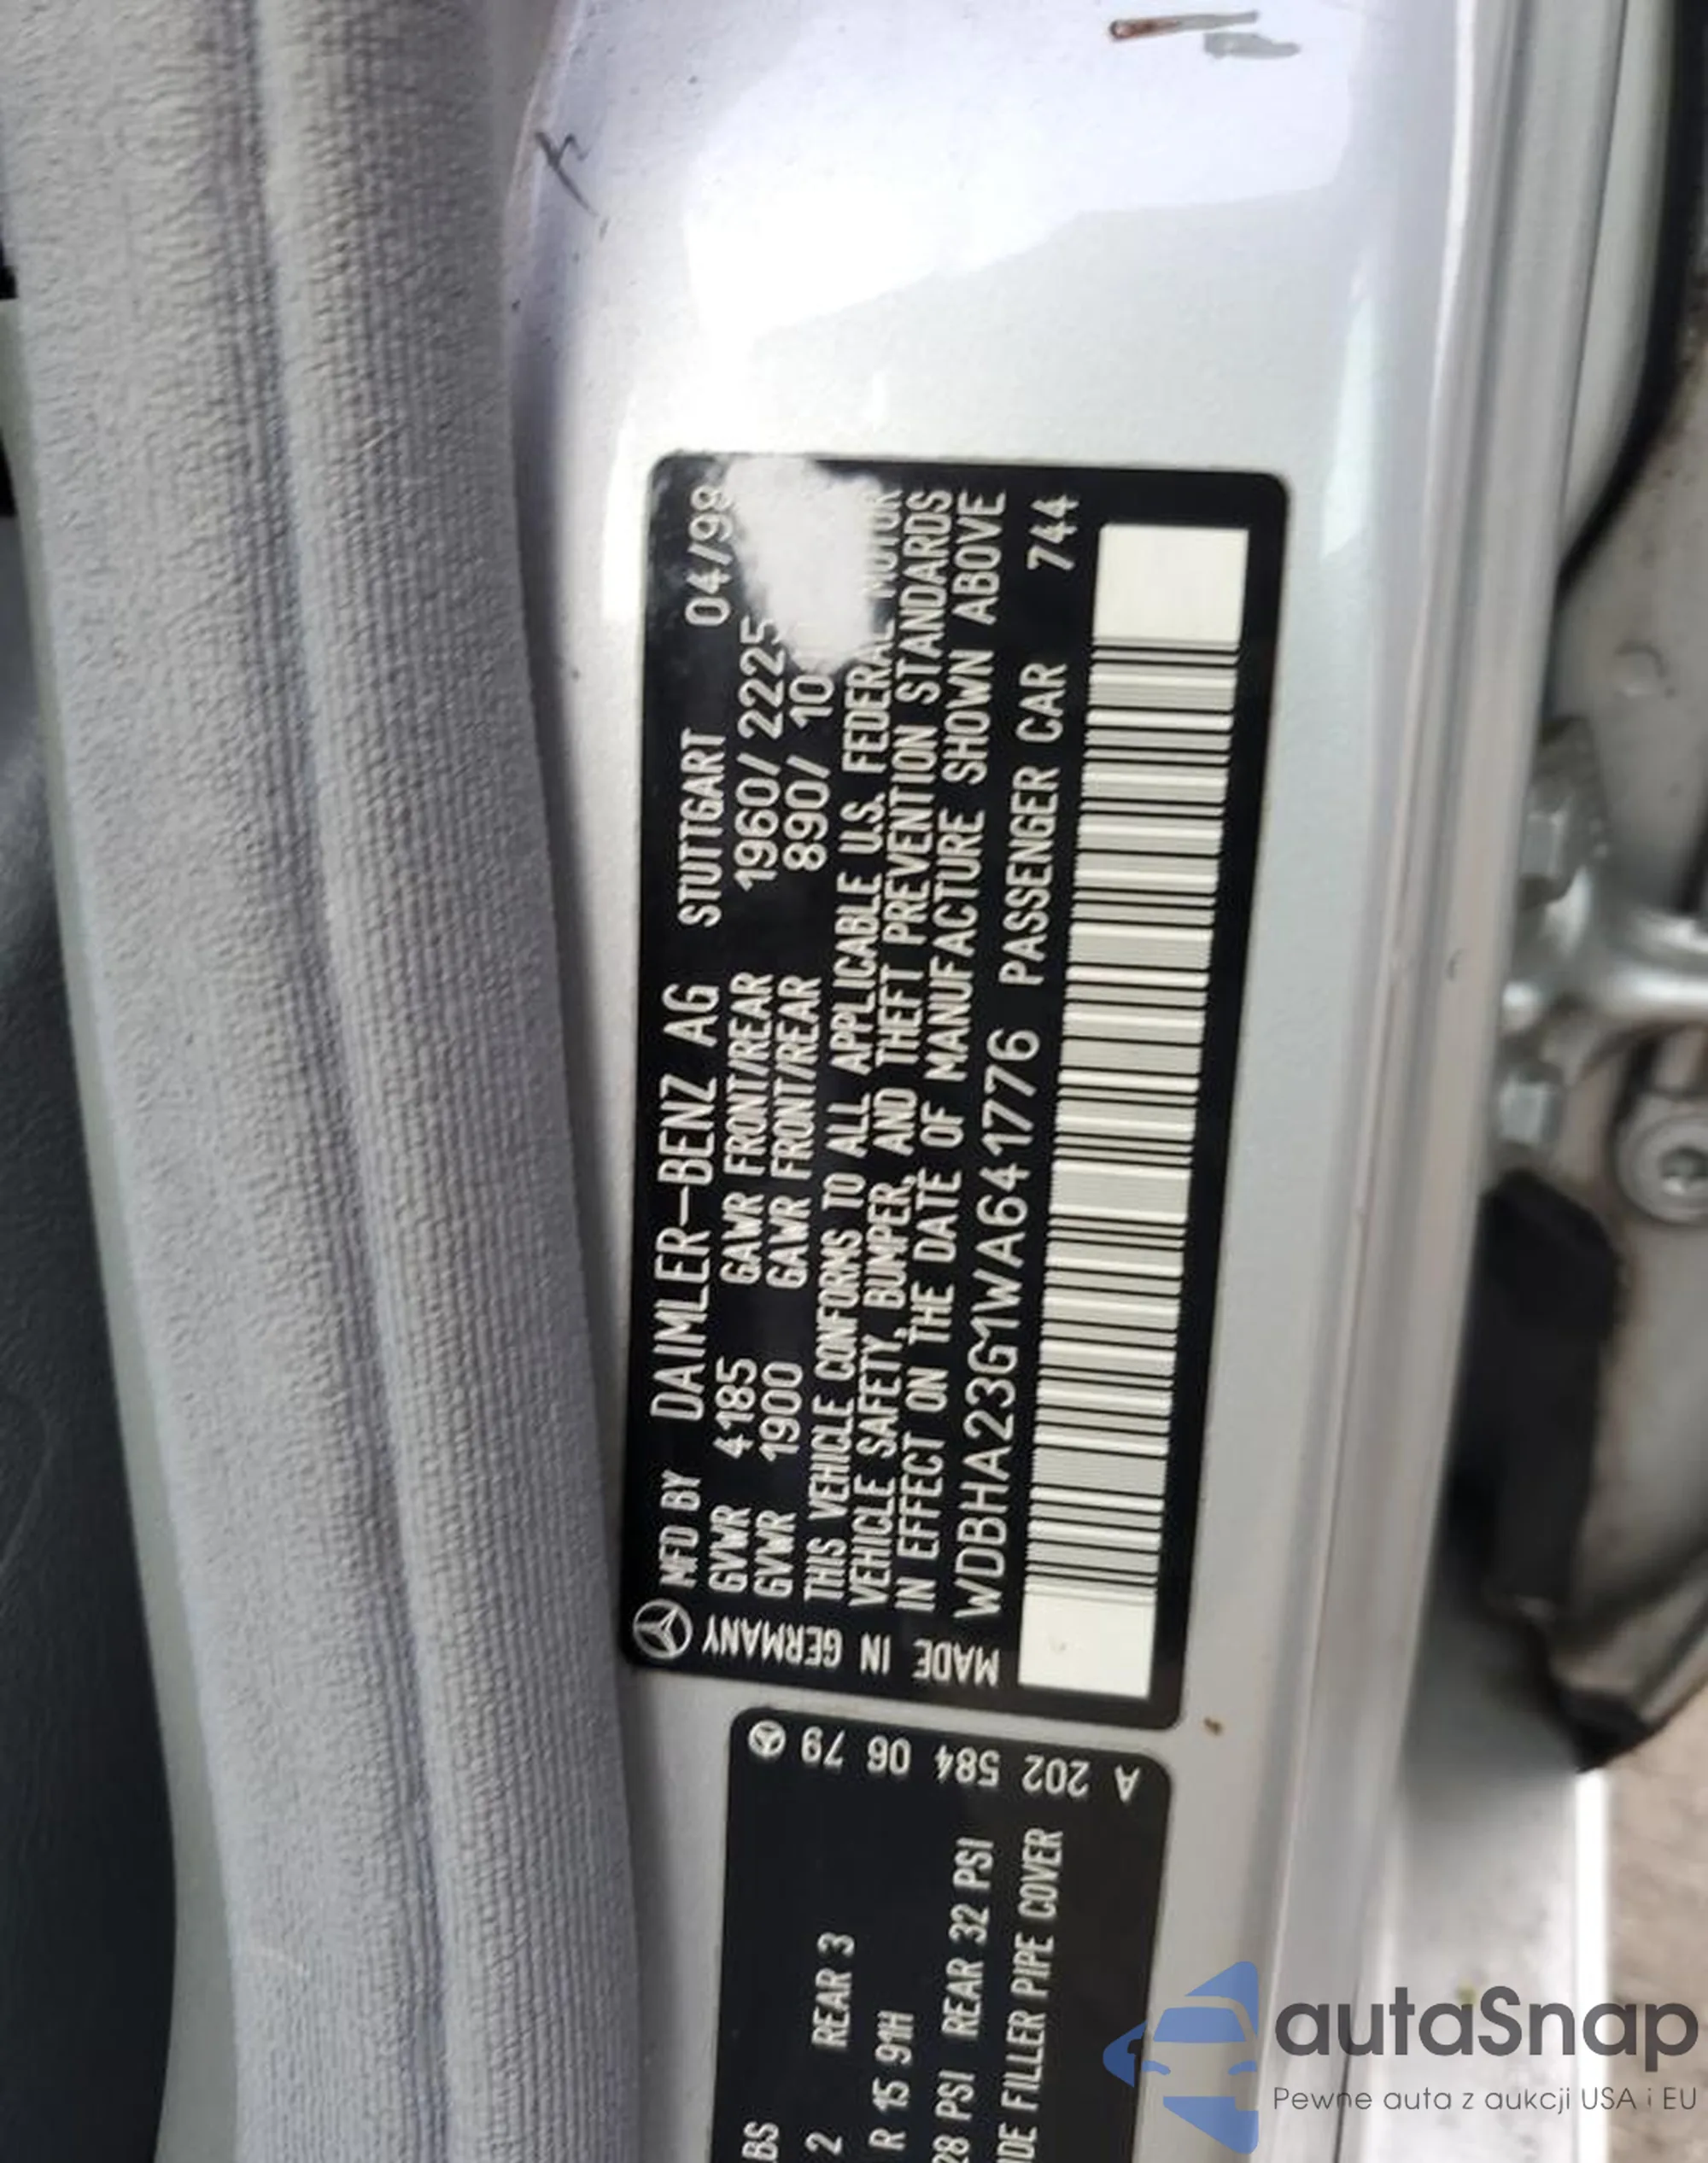 MFD BY DAIMLER-BENZ AG STUTTGART 04/98
GVWR 4185 GAWR FRONT/REAR 1960/ 2225
GVWR 1900 GAWR FRONT/REAR 890/ 10
THIS VEHICLE CONFORMS TO ALL APPLICABLE U.S. FEDERAL MOTOR
VEHICLE SAFETY, BUMPER, AND THEFT PREVENTION STANDARDS
IN EFFECT ON THE DATE OF MANUFACTURE SHOWN ABOVE
WDBHA23G1WA641776 PASSENGER CAR 744
MADE IN GERMANY
A 202 584 06 79
2 REAR 3
R 15 91H
28 PSI REAR 32 PSI
FILLER PIPE COVER
autaSnap
Pewne auta z aukcji USA i EU